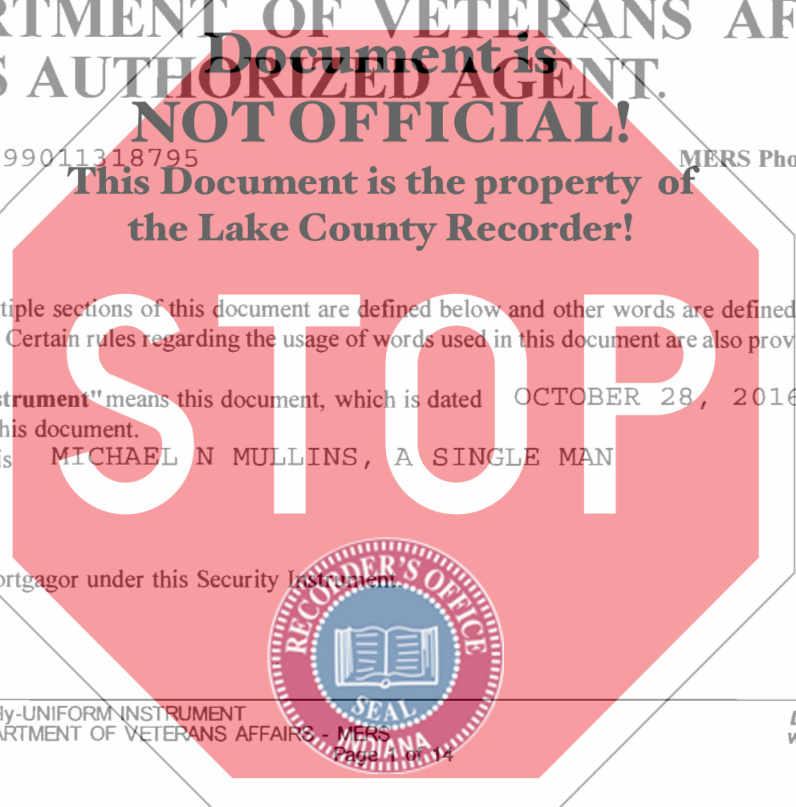 RTMENT OF VETERANS AF
S AUTHORIZED AGENT.
Document is
NOT OFFICIAL!
99011318795 MERS Pho
This Document is the property of
the Lake County Recorder!
STOP
tiple sections of this document are defined below and other words are defined
Certain rules regarding the usage of words used in this document are also prov
strument" means this document, which is dated OCTOBER 28, 2016
his document.
is MICHAEL N MULLINS, A SINGLE MAN
ortgagor under this Security Instrument.
RECORDER'S OFFICE
SEAL
INDIANA
ly-UNIFORM INSTRUMENT
ARTMENT OF VETERANS AFFAIRS - MERS
Page 1 of 14